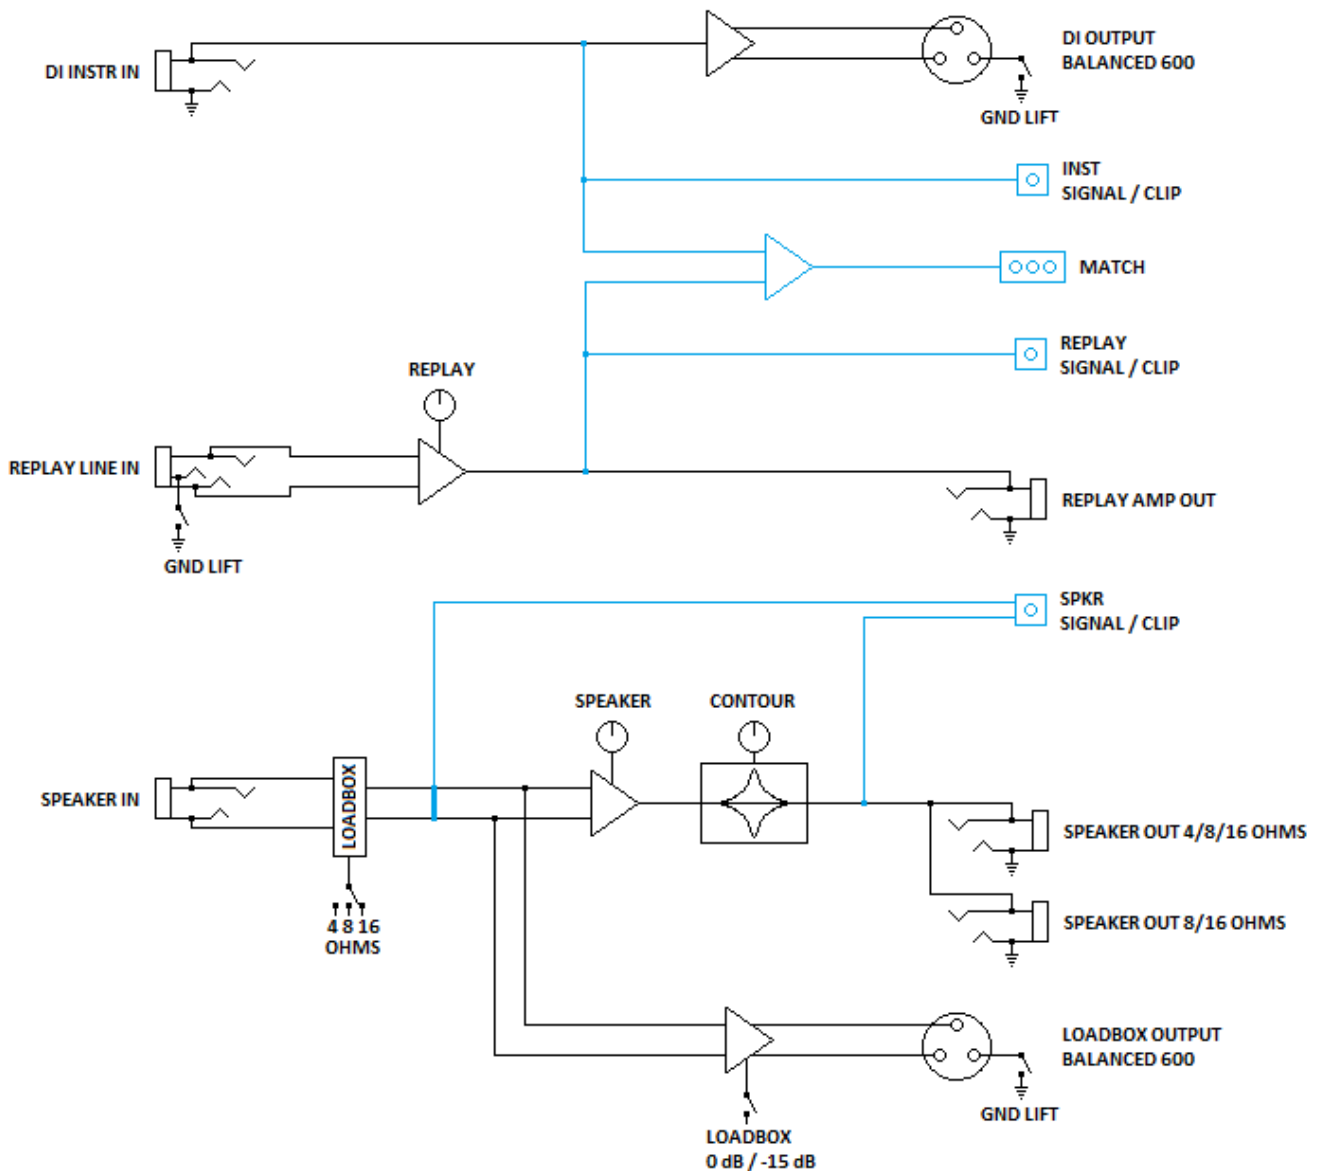 DI INSTR IN
DI OUTPUT
BALANCED 600
GND LIFT
INST
SIGNAL / CLIP
MATCH
REPLAY
SIGNAL / CLIP
REPLAY
REPLAY LINE IN
GND LIFT
REPLAY AMP OUT
SPKR
SIGNAL / CLIP
SPEAKER
CONTOUR
SPEAKER IN
LOADBOX
4 8 16
OHMS
SPEAKER OUT 4/8/16 OHMS
SPEAKER OUT 8/16 OHMS
LOADBOX OUTPUT
BALANCED 600
GND LIFT
LOADBOX
0 dB / -15 dB